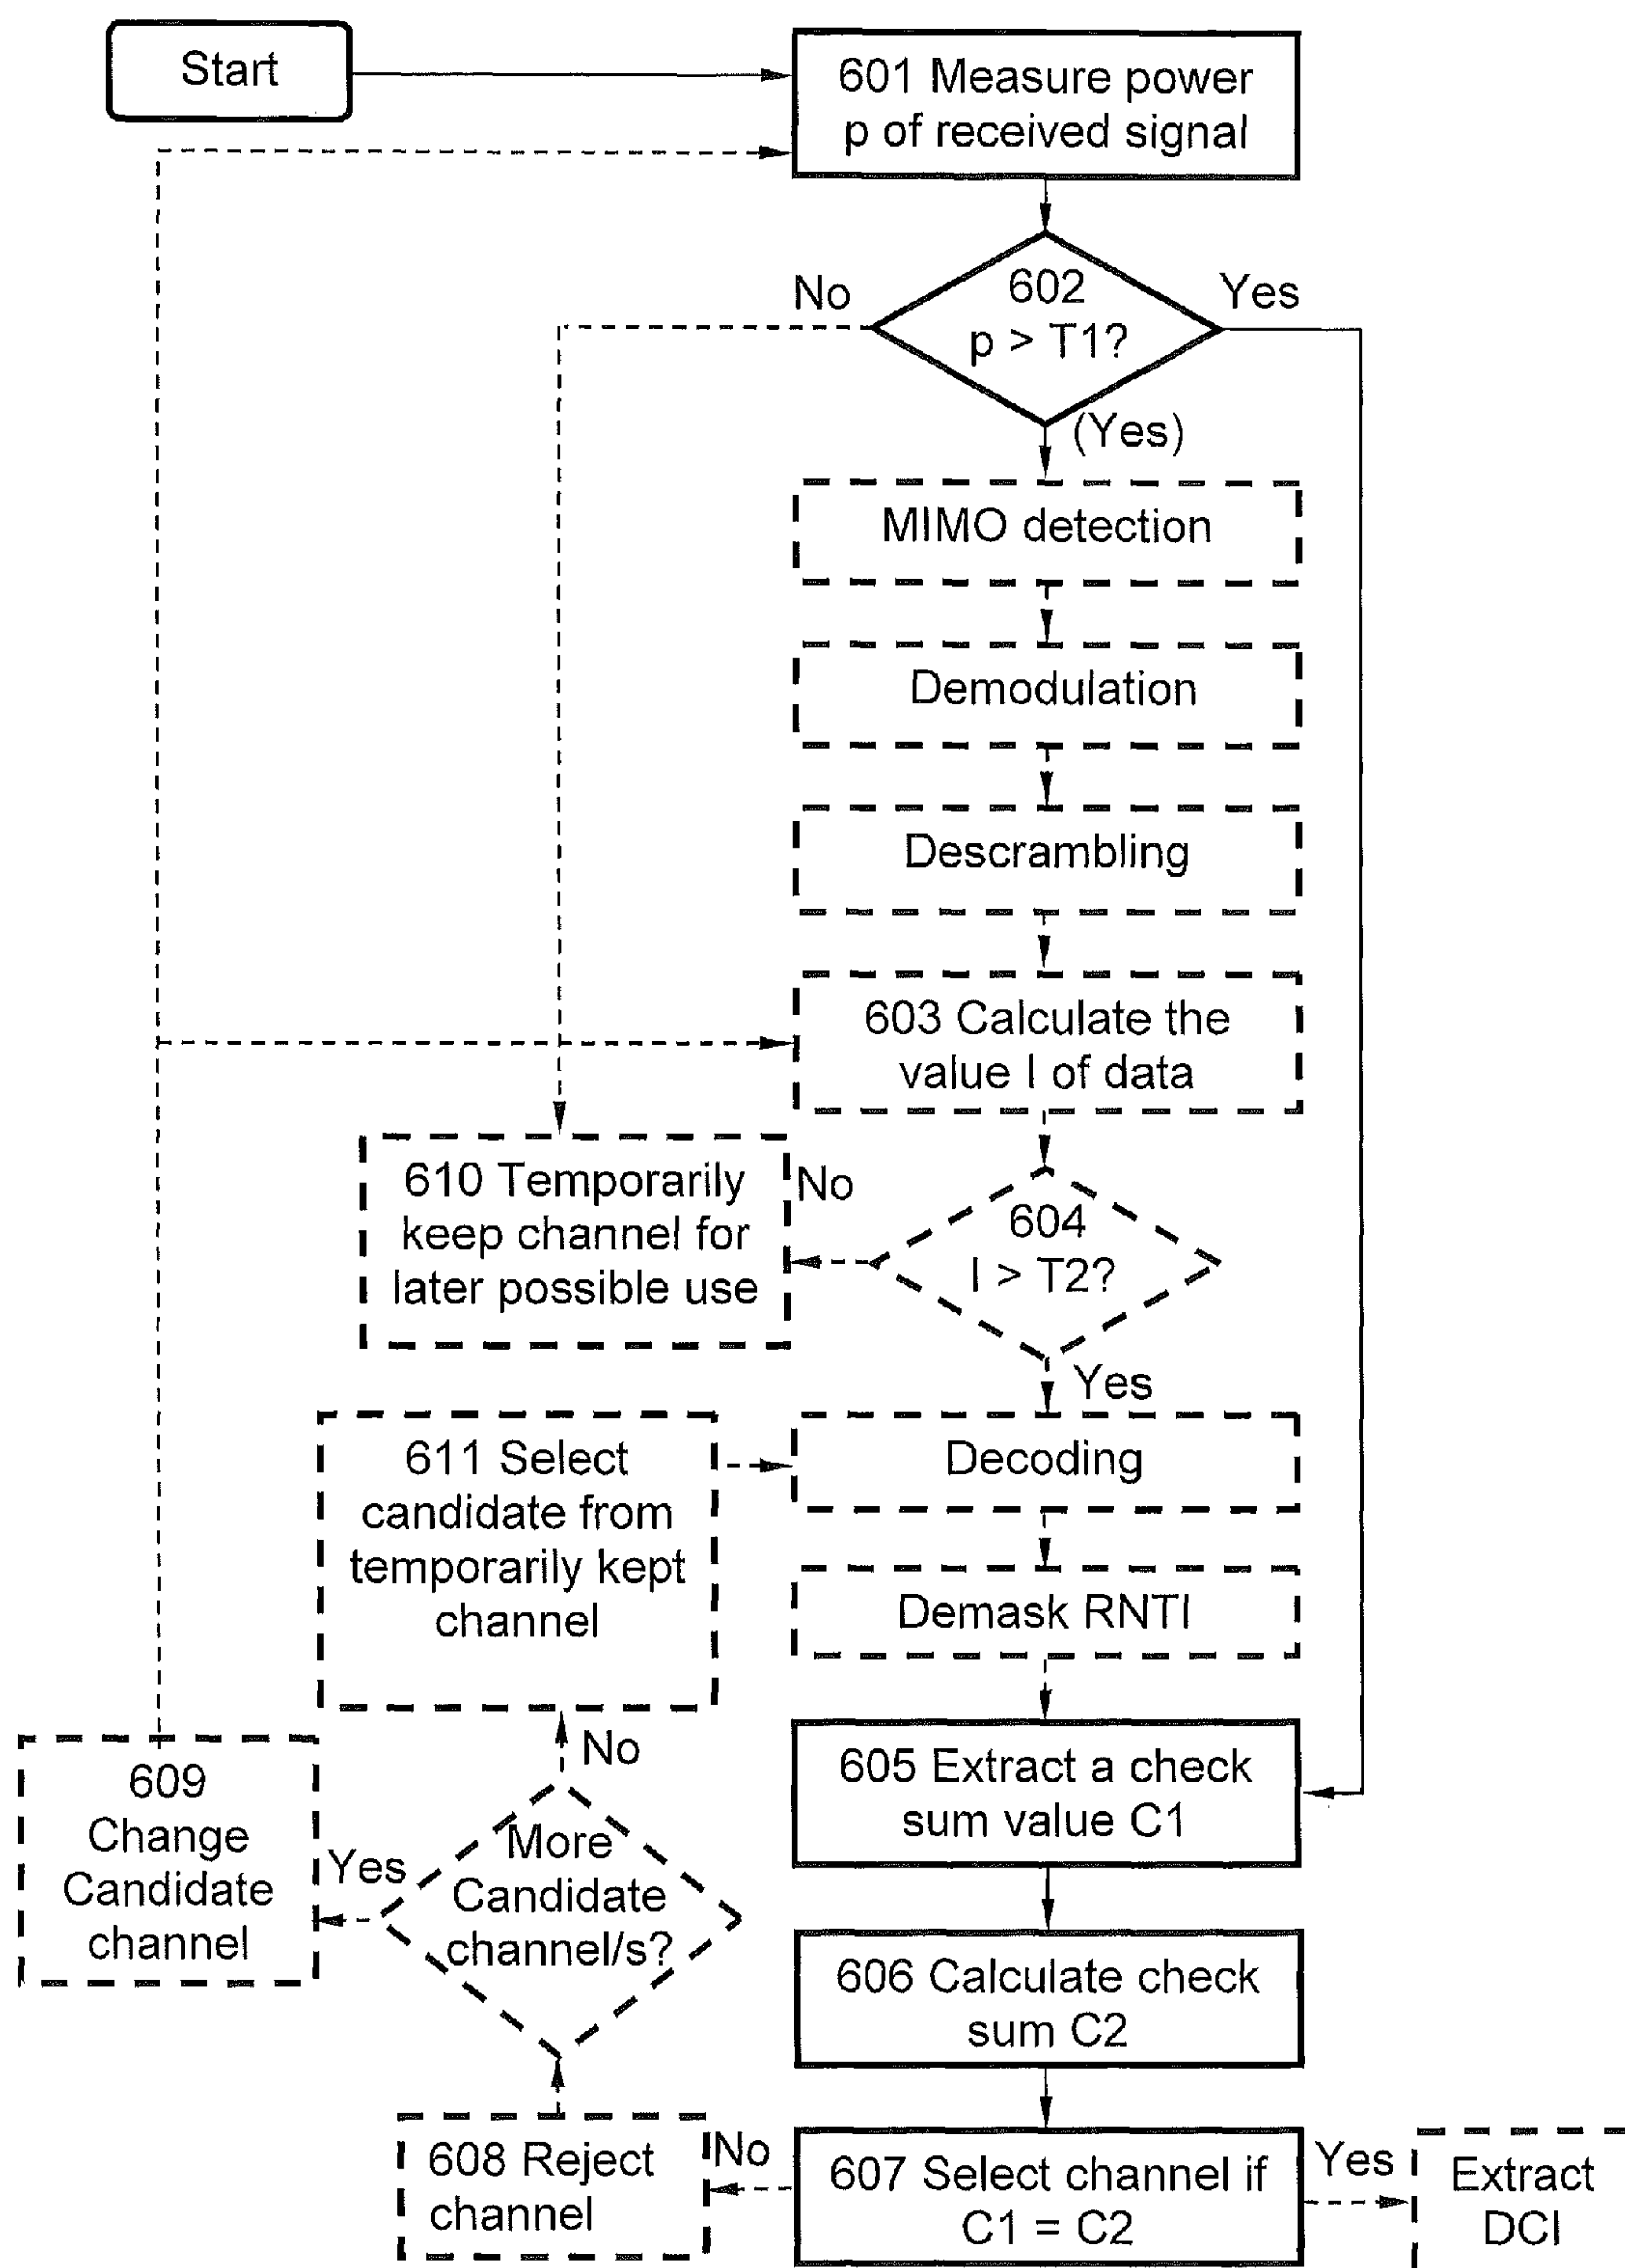 Start
601 Measure power
p of received signal
602
p > T1?
No
Yes
(Yes)
MIMO detection
Demodulation
Descrambling
603 Calculate the
value I of data
610 Temporarily
keep channel for
later possible use
No
604
I > T2?
Yes
611 Select
candidate from
temporarily kept
channel
Decoding
Demask RNTI
No
605 Extract a check
sum value C1
609
Change
Candidate
channel
Yes
More
Candidate
channel/s?
606 Calculate check
sum C2
608 Reject
channel
No
607 Select channel if
C1 = C2
Yes
Extract
DCI